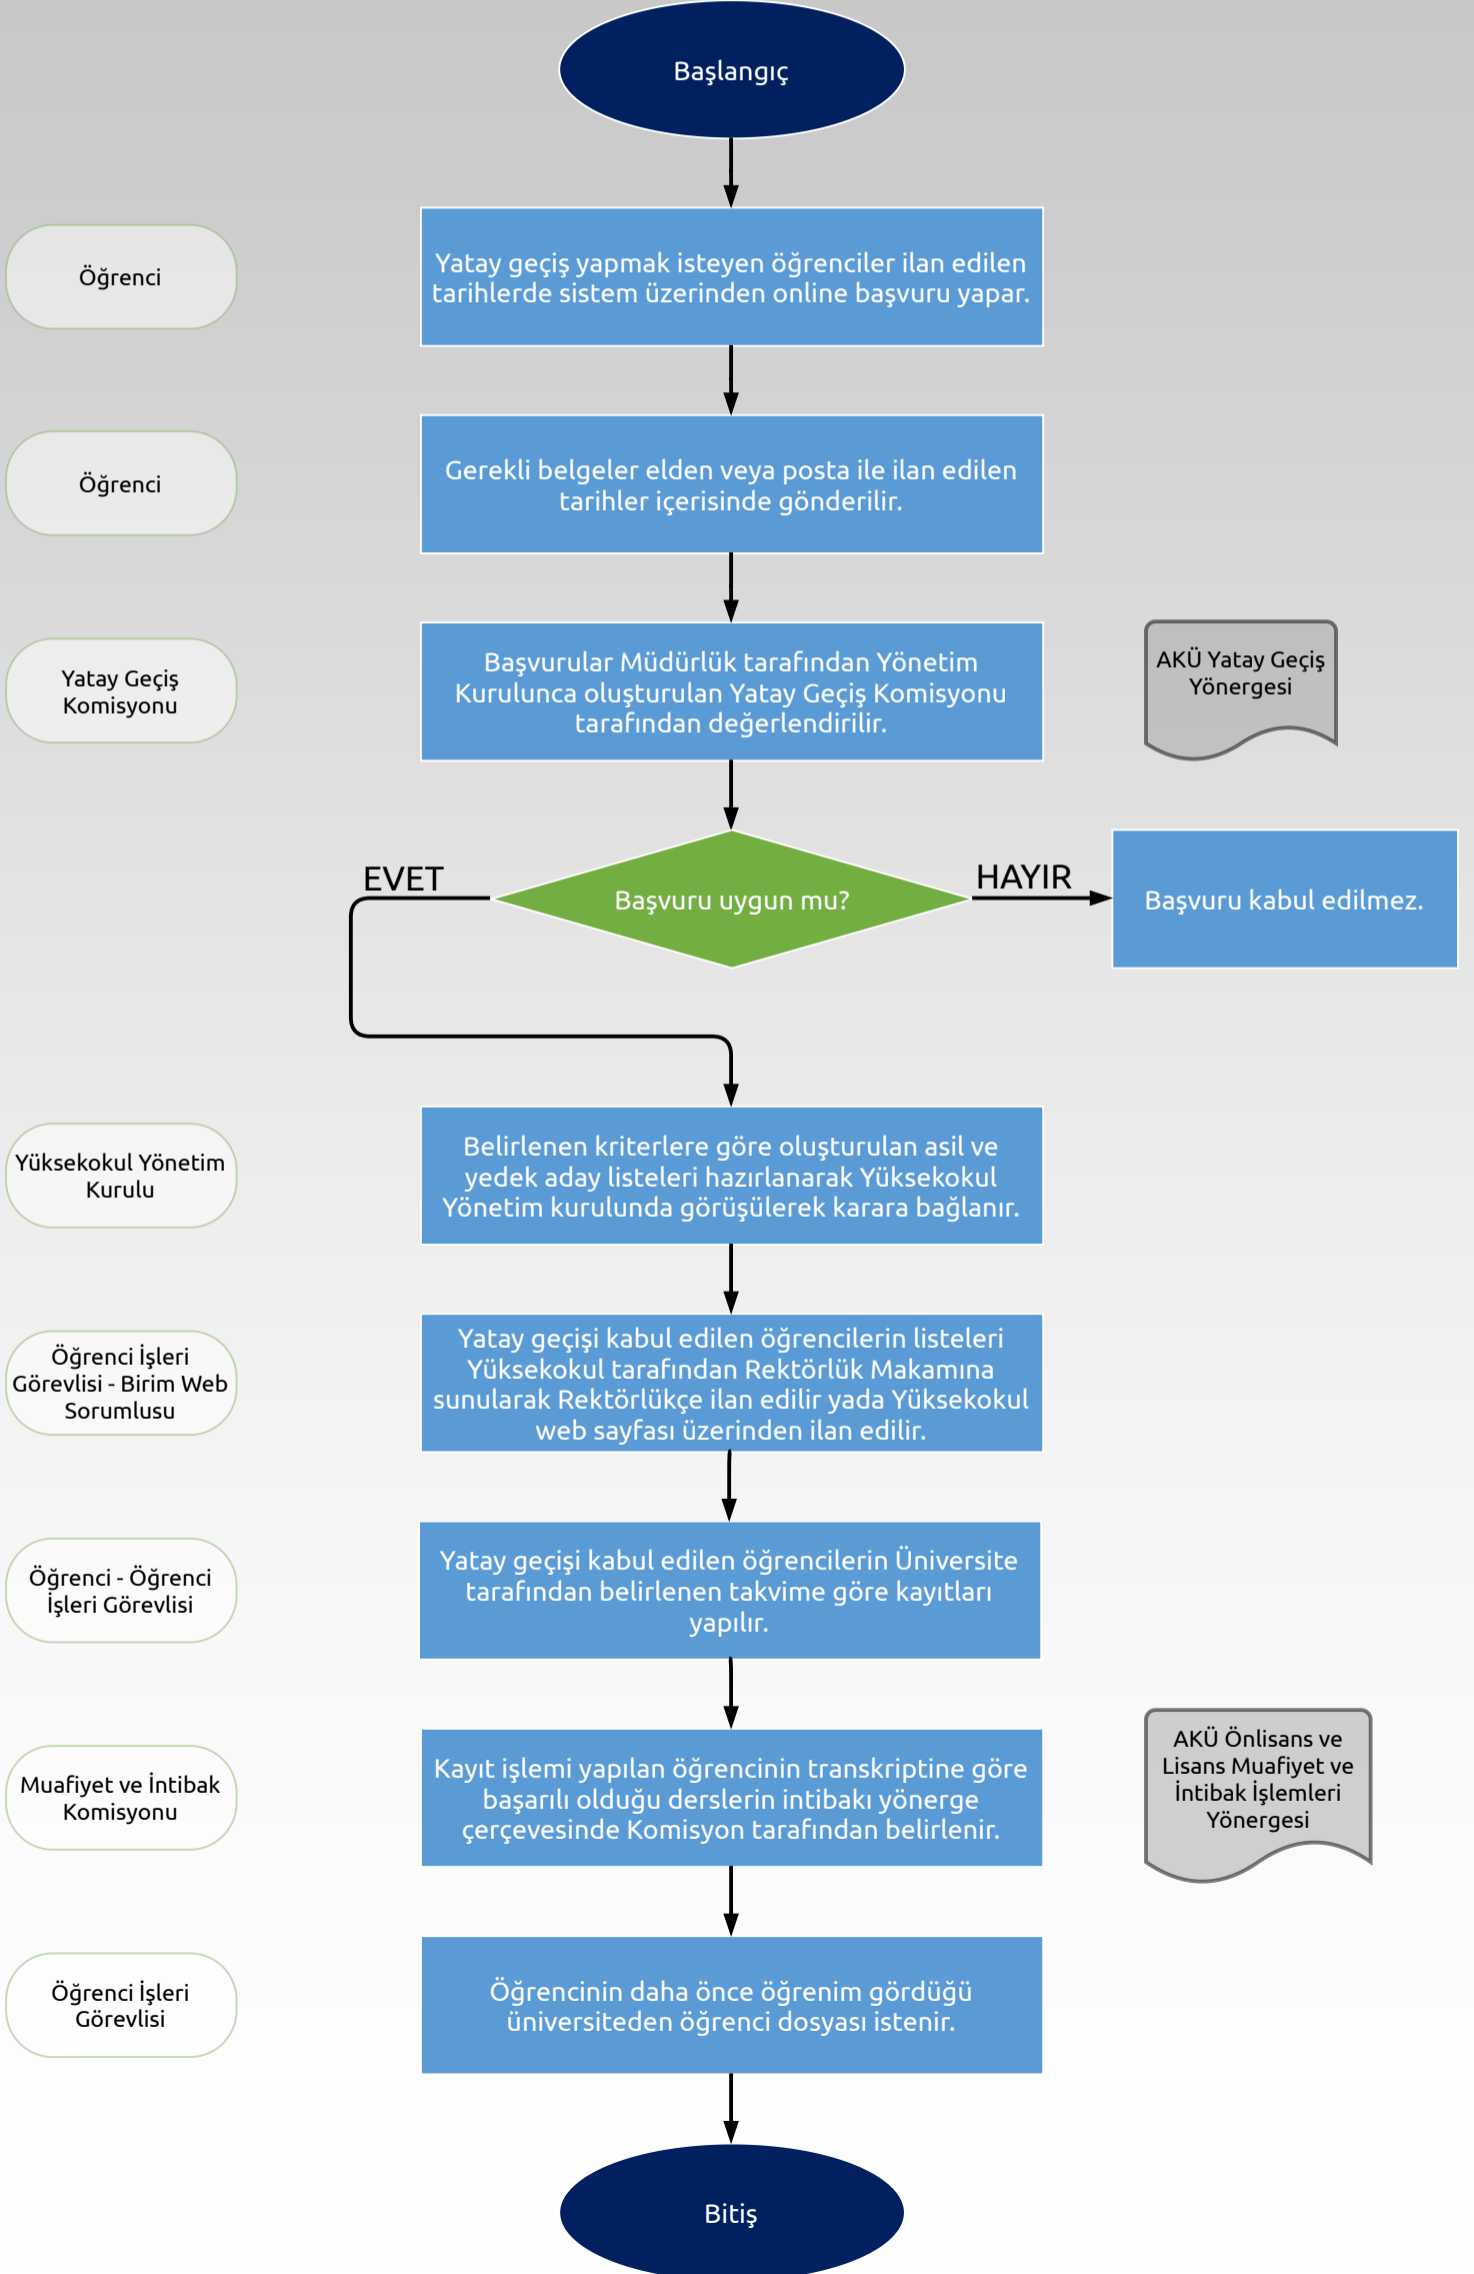 Başlangıç
Öğrenci
Yatay geçiş yapmak isteyen öğrenciler ilan edilen
tarihlerde sistem üzerinden online başvuru yapar.
Öğrenci
Gerekli belgeler elden veya posta ile ilan edilen
tarihler içerisinde gönderilir.
Yatay Geçiş
Komisyonu
Başvurular Müdürlük tarafından Yönetim
Kurulunca oluşturulan Yatay Geçiş Komisyonu
tarafından değerlendirilir.
AKÜ Yatay Geçiş
Yönergesi
EVET
Başvuru uygun mu?
HAYIR
Başvuru kabul edilmez.
Yüksekokul Yönetim
Kurulu
Belirlenen kriterlere göre oluşturulan asil ve
yedek aday listeleri hazırlanarak Yüksekokul
Yönetim kurulunda görüşülerek karara bağlanır.
Öğrenci İşleri
Görevlisi - Birim Web
Sorumlusu
Yatay geçişi kabul edilen öğrencilerin listeleri
Yüksekokul tarafından Rektörlük Makamına
sunularak Rektörlükçe ilan edilir yada Yüksekokul
web sayfası üzerinden ilan edilir.
Öğrenci - Öğrenci
İşleri Görevlisi
Yatay geçişi kabul edilen öğrencilerin Üniversite
tarafından belirlenen takvime göre kayıtları
yapılır.
Muafiyet ve İntibak
Komisyonu
Kayıt işlemi yapılan öğrencinin transkriptine göre
başarılı olduğu derslerin intibakı yönerge
çerçevesinde Komisyon tarafından belirlenir.
AKÜ Önlisans ve
Lisans Muafiyet ve
İntibak İşlemleri
Yönergesi
Öğrenci İşleri
Görevlisi
Öğrencinin daha önce öğrenim gördüğü
üniversiteden öğrenci dosyası istenir.
Bitiş